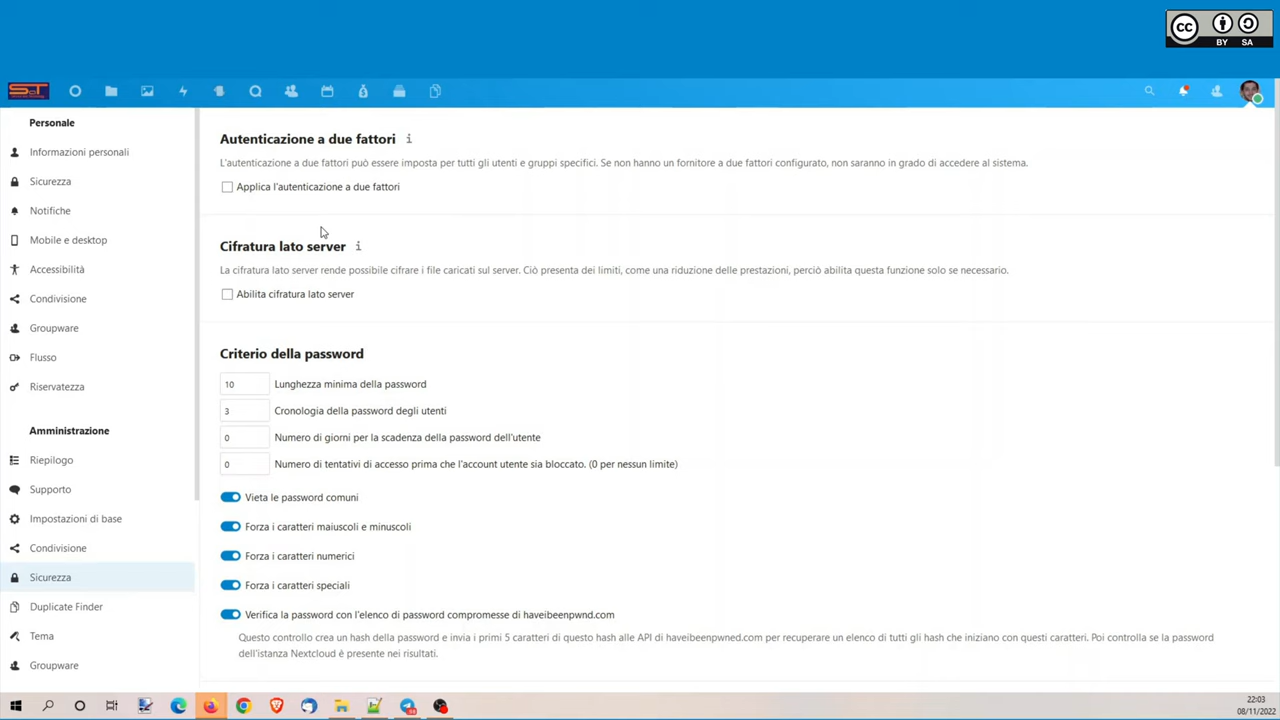 CC
BY SA
S&T
Personale
Informazioni personali
Sicurezza
Notifiche
Mobile e desktop
Accessibilità
Condivisione
Groupware
Flusso
Riservatezza
Amministrazione
Riepilogo
Supporto
Impostazioni di base
Condivisione
Sicurezza
Duplicate Finder
Tema
Groupware
Autenticazione a due fattori
L'autenticazione a due fattori può essere imposta per tutti gli utenti e gruppi specifici. Se non hanno un fornitore a due fattori configurato, non saranno in grado di accedere al sistema.
Applica l'autenticazione a due fattori
Cifratura lato server
La cifratura lato server rende possibile cifrare i file caricati sul server. Ciò presenta dei limiti, come una riduzione delle prestazioni, perciò abilita questa funzione solo se necessario.
Abilita cifratura lato server
Criterio della password
10 Lunghezza minima della password
3 Cronologia della password degli utenti
0 Numero di giorni per la scadenza della password dell'utente
0 Numero di tentativi di accesso prima che l'account utente sia bloccato. (0 per nessun limite)
Vieta le password comuni
Forza i caratteri maiuscoli e minuscoli
Forza i caratteri numerici
Forza i caratteri speciali
Verifica la password con l'elenco di password compromesse di haveibeenpwnd.com
Questo controllo crea un hash della password e invia i primi 5 caratteri di questo hash alle API di haveibeenpwned.com per recuperare un elenco di tutti gli hash che iniziano con questi caratteri. Poi controlla se la password
dell'istanza Nextcloud è presente nei risultati.
22:03
08/11/2022